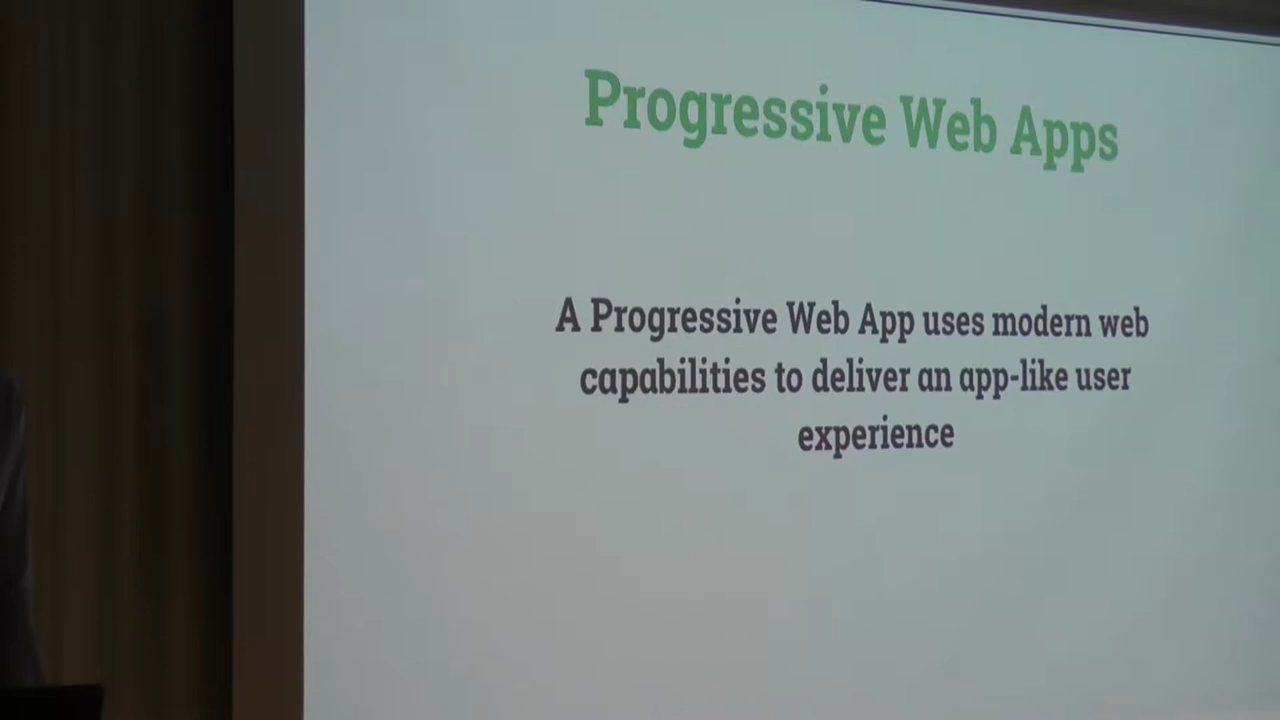 Progressive Web Apps
A Progressive Web App uses modern web
capabilities to deliver an app-like user
experience